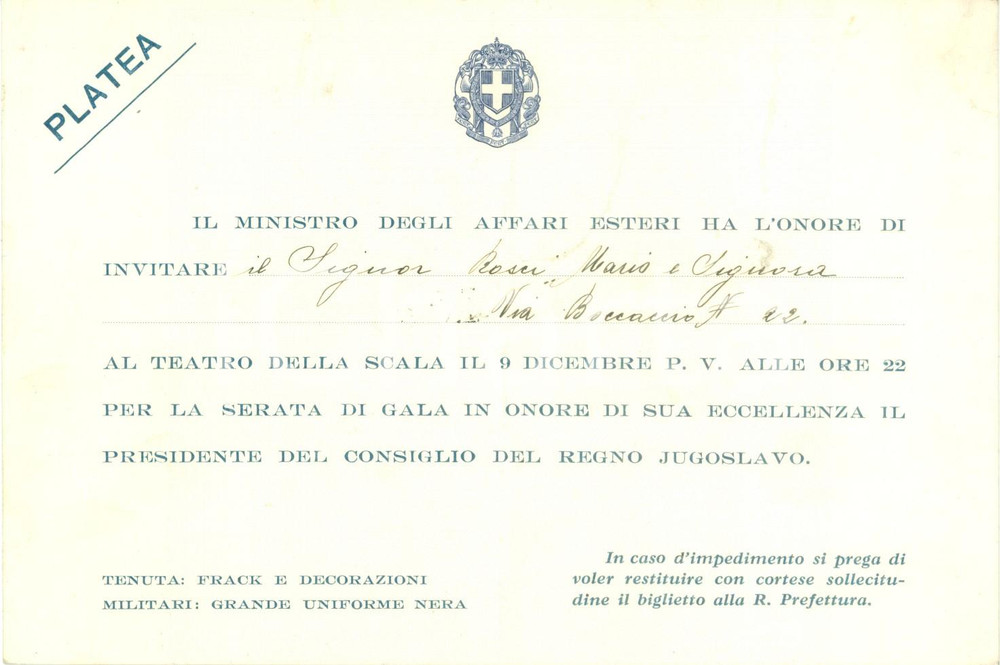 PLATEA
IL MINISTRO DEGLI AFFARI ESTERI HA L'ONORE DI
INVITARE il Signor Rosci Mario e Signora
Via Boccaccio N 22.
AL TEATRO DELLA SCALA IL 9 DICEMBRE P. V. ALLE ORE 22
PER LA SERATA DI GALA IN ONORE DI SUA ECCELLENZA IL
PRESIDENTE DEL CONSIGLIO DEL REGNO JUGOSLAVO.
TENUTA: FRACK E DECORAZIONI
MILITARI: GRANDE UNIFORME NERA
In caso d'impedimento si prega di
voler restituire con cortese sollecitu-
dine il biglietto alla R. Prefettura.